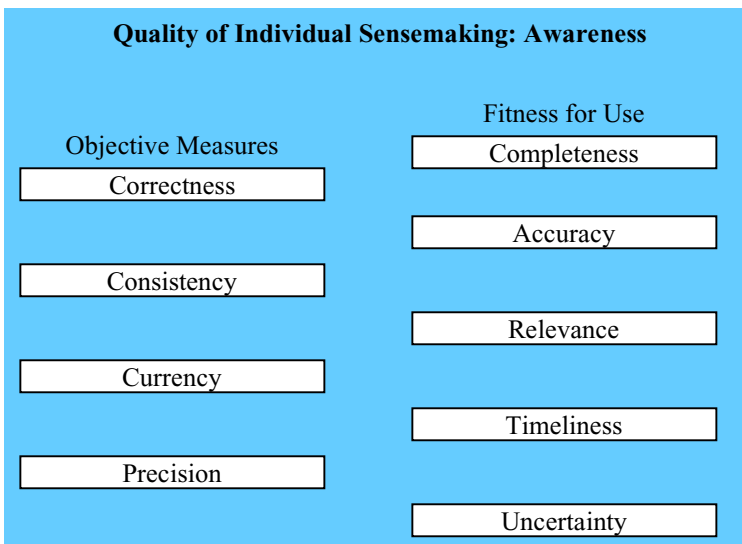 Quality of Individual Sensemaking: Awareness
Objective Measures
Correctness
Consistency
Currency
Precision
Fitness for Use
Completeness
Accuracy
Relevance
Timeliness
Uncertainty